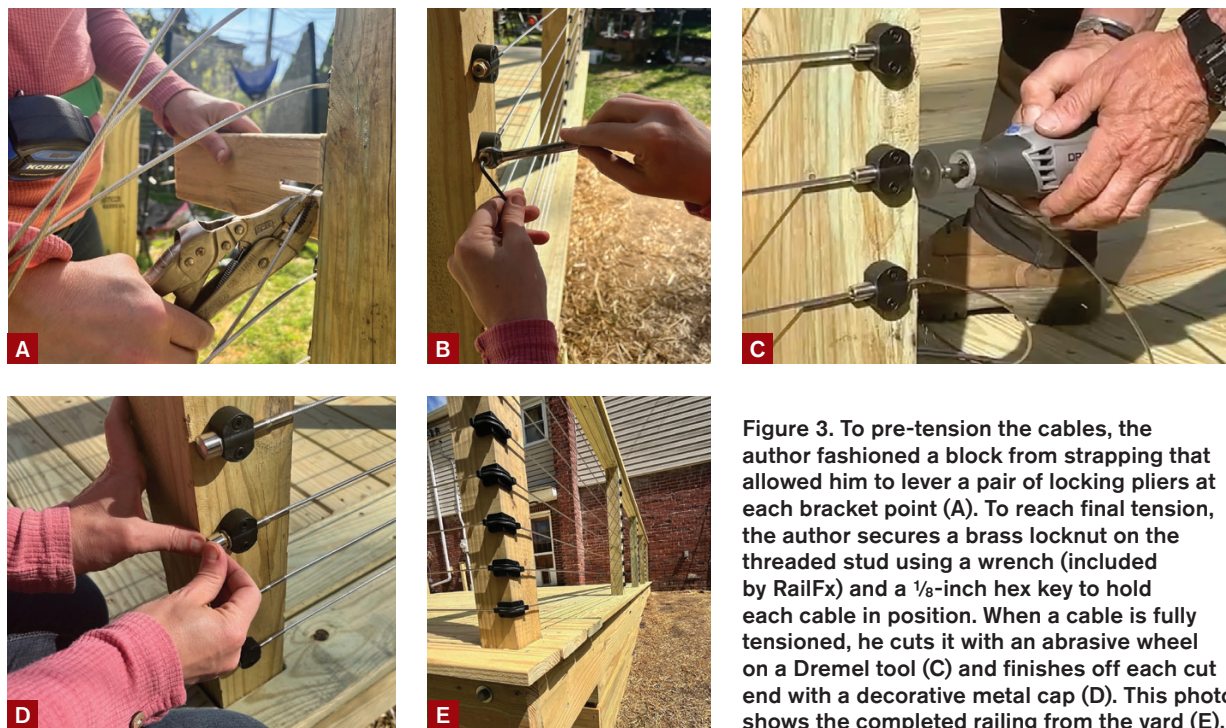 KOBALT
A
B
C
D
E
Figure 3. To pre-tension the cables, the
author fashioned a block from strapping that
allowed him to lever a pair of locking pliers at
each bracket point (A). To reach final tension,
the author secures a brass locknut on the
threaded stud using a wrench (included
by RailFx) and a ⅛-inch hex key to hold
each cable in position. When a cable is fully
tensioned, he cuts it with an abrasive wheel
on a Dremel tool (C) and finishes off each cut
end with a decorative metal cap (D). This photo
shows the completed railing from the yard (E).